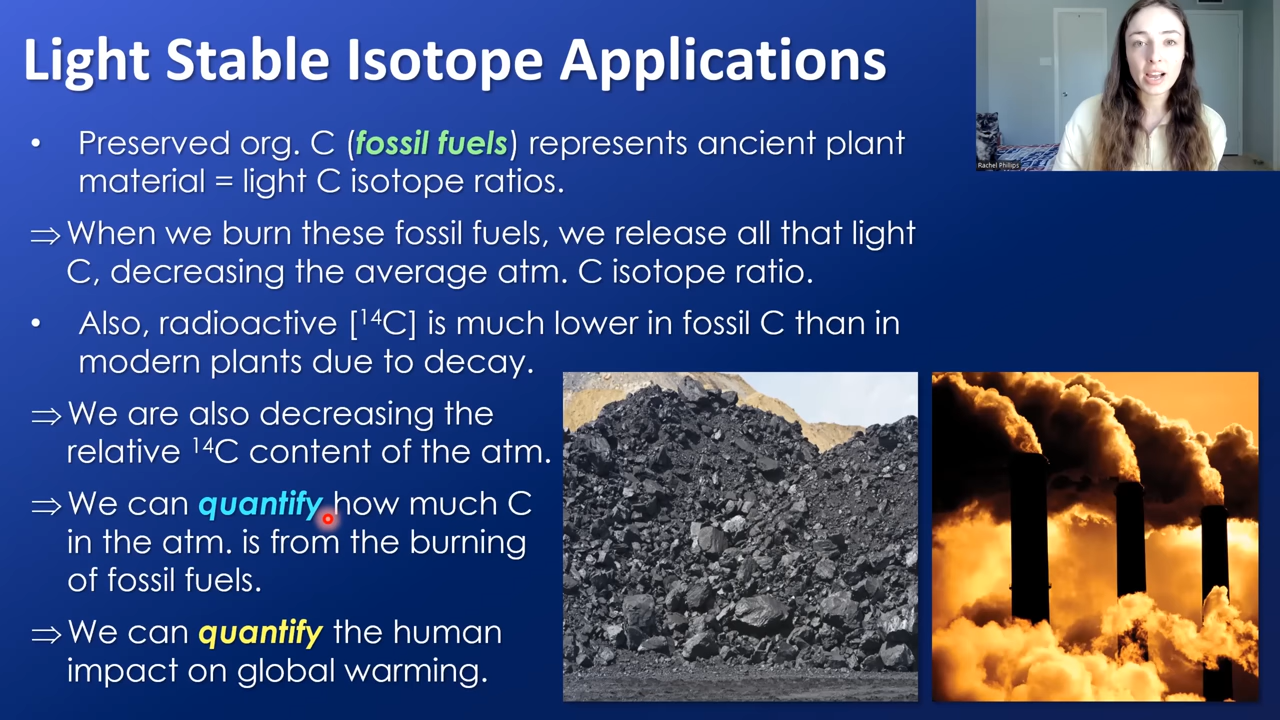 Light Stable Isotope Applications
Rachel Phillips
• Preserved org. C (fossil fuels) represents ancient plant
material = light C isotope ratios.
⇒ When we burn these fossil fuels, we release all that light
C, decreasing the average atm. C isotope ratio.
• Also, radioactive [¹⁴C] is much lower in fossil C than in
modern plants due to decay.
⇒ We are also decreasing the
relative ¹⁴C content of the atm.
⇒ We can quantify how much C
in the atm. is from the burning
of fossil fuels.
⇒ We can quantify the human
impact on global warming.